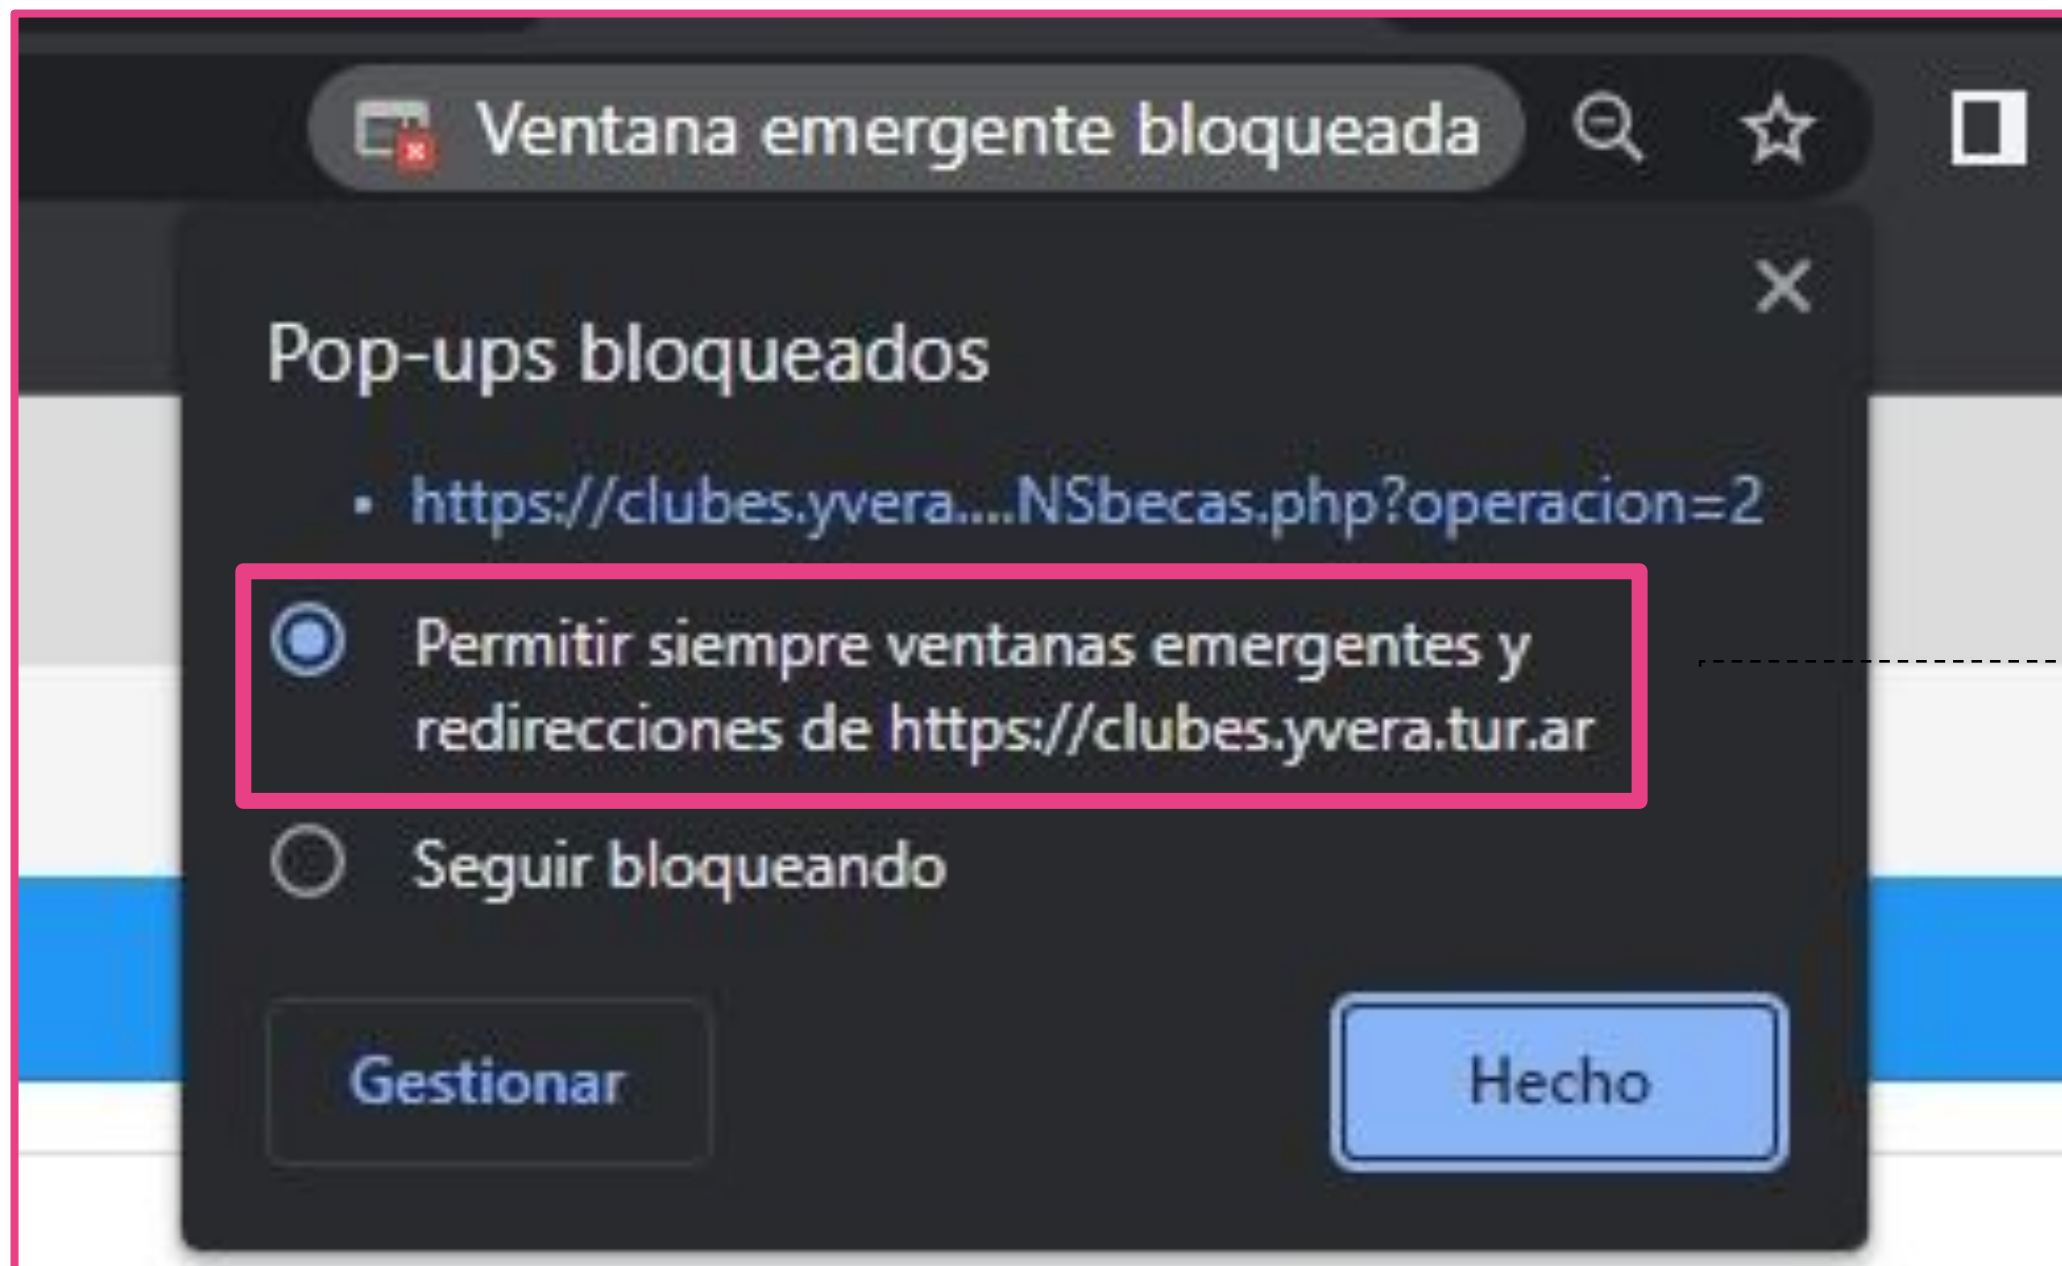 Ventana emergente bloqueada
Pop-ups bloqueados
https://clubes.yvera....NSbecas.php?operacion=2
Permitir siempre ventanas emergentes y
redirecciones de https://clubes.yvera.tur.ar
Seguir bloqueando
Gestionar
Hecho